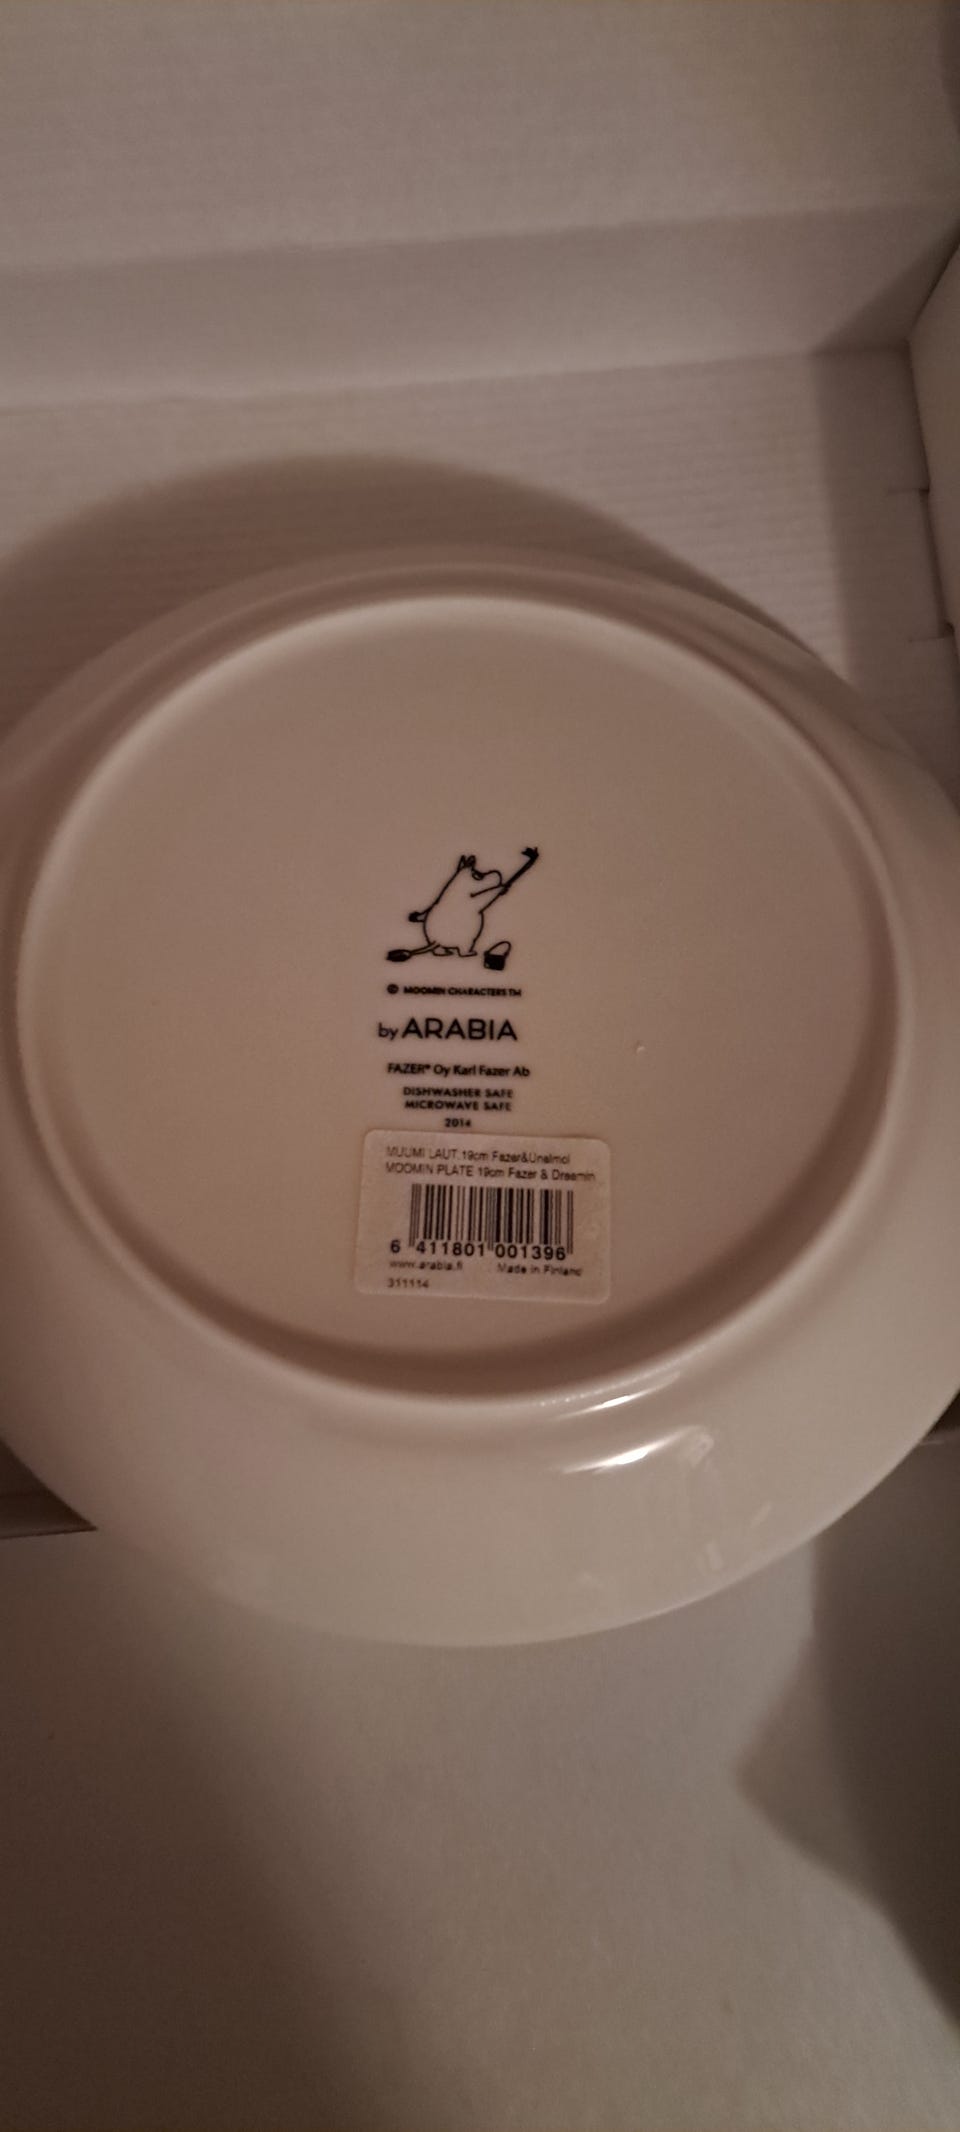 © MOOMIN CHARACTERS TM
by ARABIA
FAZER® Oy Karl Fazer Ab
DISHWASHER SAFE
MICROWAVE SAFE
2014
MUUMI LAUT.19cm Fazer&Unelmoi
MOOMIN PLATE 19cm Fazer & Dreamin
6 411801 001396
www.arabia.fi Made in Finland
311114